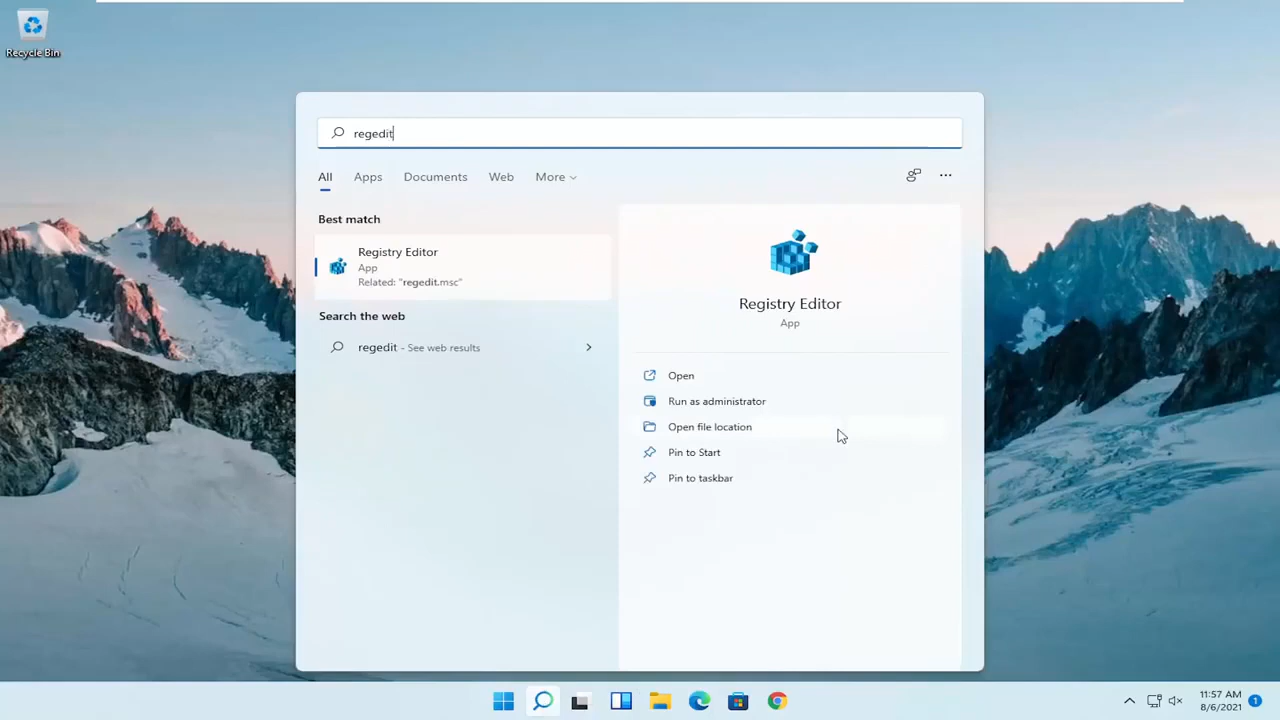 Recycle Bin
regedit
All Apps Documents Web More
Best match
Registry Editor
App
Related: "regedit.msc"
Search the web
regedit - See web results
Registry Editor
App
Open
Run as administrator
Open file location
Pin to Start
Pin to taskbar
11:57 AM
8/6/2021
1